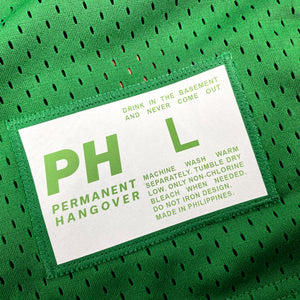 DRINK IN THE BASEMENT
AND NEVER COME OUT
PH L
PERMANENT
HANGOVER
MACHINE WASH WARM
SEPARATELY. TUMBLE DRY
LOW. ONLY NON-CHLORINE
BLEACH WHEN NEEDED.
DO NOT IRON DESIGN.
MADE IN PHILIPPINES.